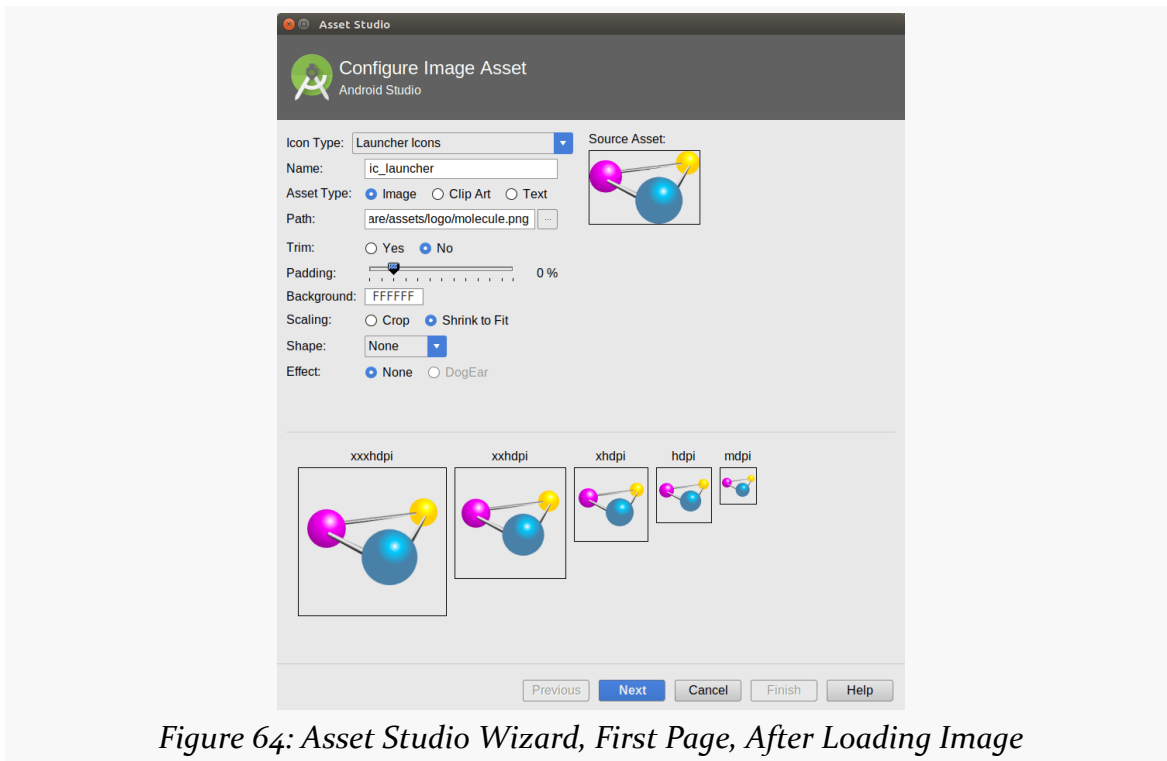 Asset Studio
Configure Image Asset
Android Studio
Icon Type: Launcher Icons
Source Asset:
Name: ic_launcher
Asset Type: Image Clip Art Text
Path: are/assets/logo/molecule.png ...
Trim: Yes No
Padding: 0 %
Background: FFFFFF
Scaling: Crop Shrink to Fit
Shape: None
Effect: None DogEar
xxxhdpi xxhdpi xhdpi hdpi mdpi
Previous Next Cancel Finish Help
Figure 64: Asset Studio Wizard, First Page, After Loading Image